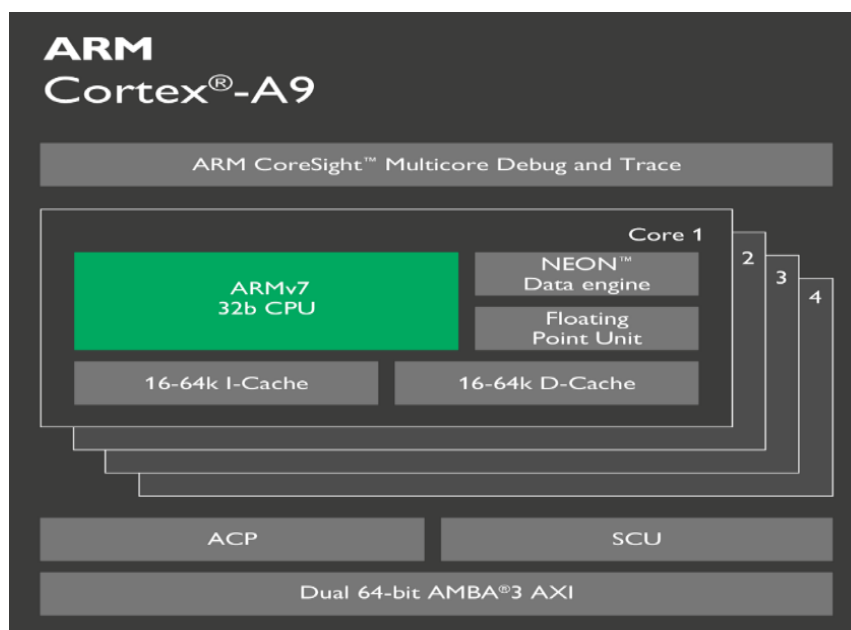 ARM
Cortex®-A9
ARM CoreSight™ Multicore Debug and Trace
Core 1
2
3
4
ARMv7
32b CPU
NEON™
Data engine
Floating
Point Unit
16-64k I-Cache
16-64k D-Cache
ACP
SCU
Dual 64-bit AMBA®3 AXI